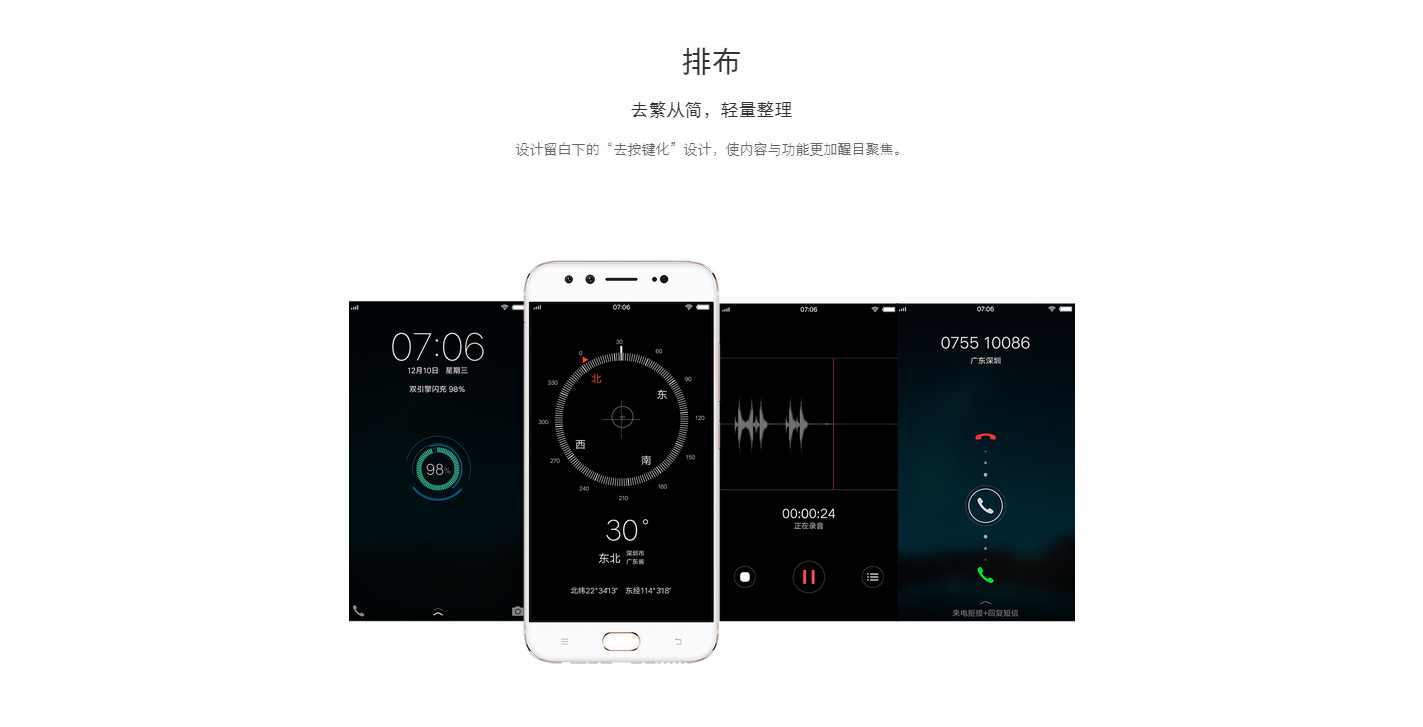 排布
去繁从简，轻量整理
设计留白下的“去按键化”设计，使内容与功能更加醒目聚焦。
07:06
12月10日 星期三
双引擎闪充 98%
98%
07:06
30
0
60
330
北
90
东
300
120
西
南
270
150
240
180
210
30°
东北
深圳市
广东省
北纬22°34'13" 东经114°3'18"
07:06
00:00:24
正在录音
07:06
0755 10086
广东深圳
来电拒接+回复短信